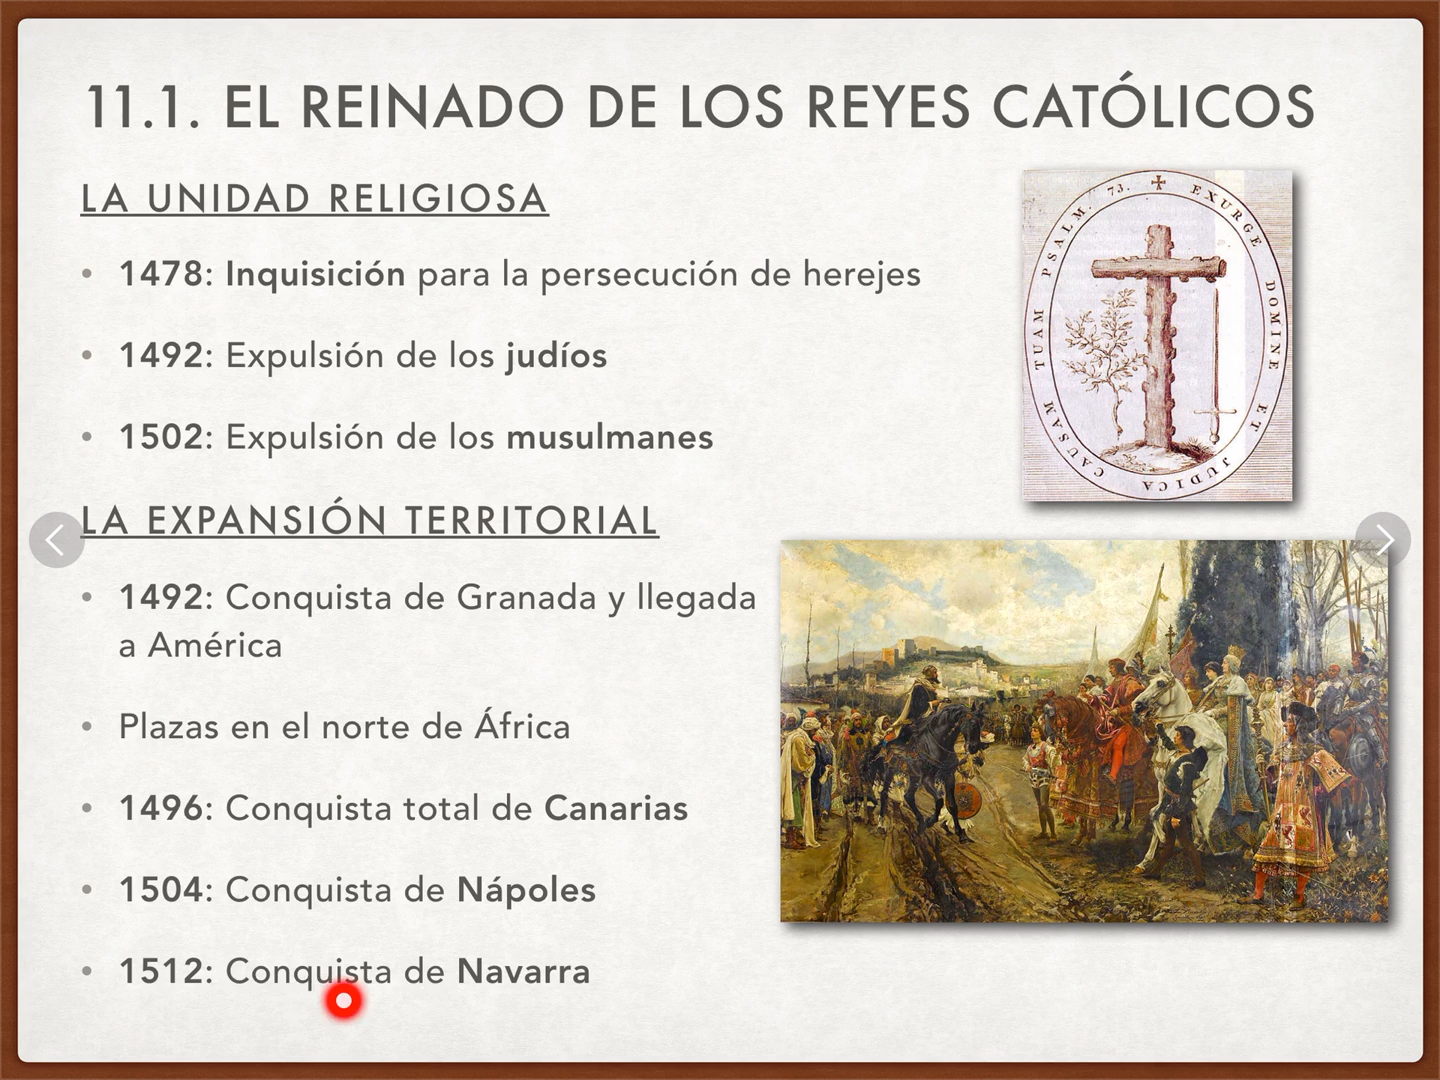 11.1. EL REINADO DE LOS REYES CATÓLICOS
LA UNIDAD RELIGIOSA
• 1478: Inquisición para la persecución de herejes
• 1492: Expulsión de los judíos
• 1502: Expulsión de los musulmanes
✠ EXURGE DOMINE ET JUDICA CAUSAM TUAM PSALM. 73.
LA EXPANSIÓN TERRITORIAL
• 1492: Conquista de Granada y llegada
a América
• Plazas en el norte de África
• 1496: Conquista total de Canarias
• 1504: Conquista de Nápoles
• 1512: Conquista de Navarra